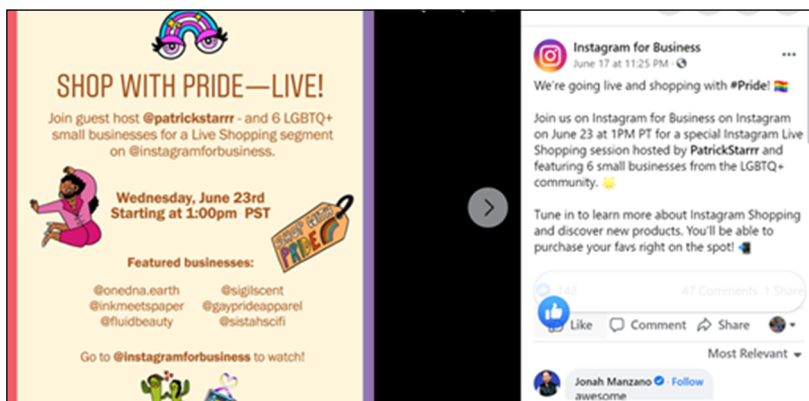 SHOP WITH PRIDE—LIVE!
Join guest host @patrickstarrr - and 6 LGBTQ+
small businesses for a Live Shopping segment
on @instagramforbusiness.
Wednesday, June 23rd
Starting at 1:00pm PST
SHOP WITH
PRIDE
Featured businesses:
@onedna.earth @sigilscent
@inkmeetspaper @gayprideapparel
@fluidbeauty @sistahscifi
Go to @instagramforbusiness to watch!
Instagram for Business
June 17 at 11:25 PM ·
We're going live and shopping with #Pride! 🏳️‍🌈
Join us on Instagram for Business on Instagram
on June 23 at 1PM PT for a special Instagram Live
Shopping session hosted by PatrickStarrr and
featuring 6 small businesses from the LGBTQ+
community. 🌟
Tune in to learn more about Instagram Shopping
and discover new products. You'll be able to
purchase your favs right on the spot! 📲
148 47 Comments 1 Share
Like Comment Share
Most Relevant
Jonah Manzano · Follow
awesome